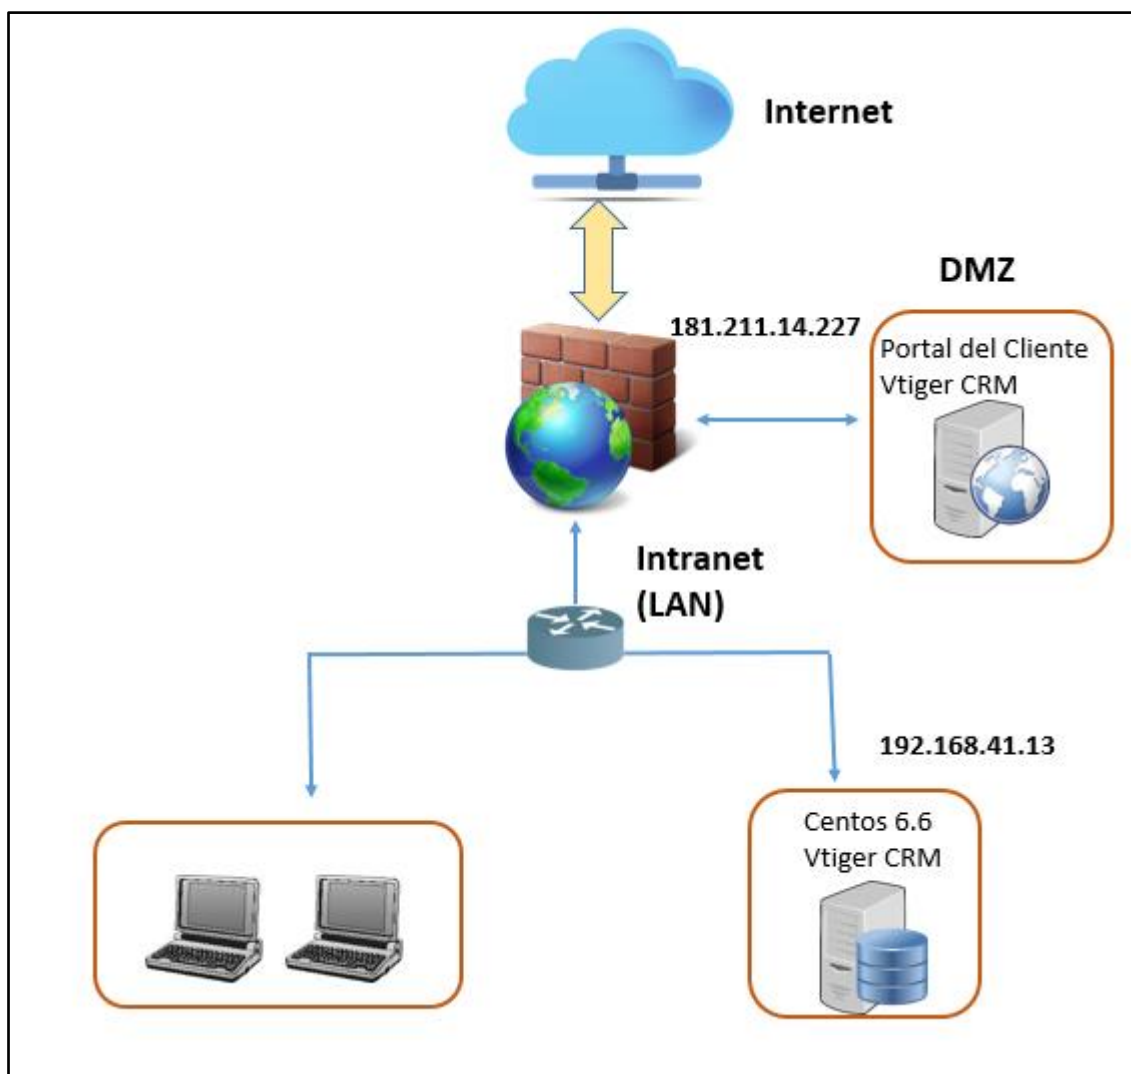 Internet
DMZ
181.211.14.227
Portal del Cliente
Vtiger CRM
Intranet
(LAN)
192.168.41.13
Centos 6.6
Vtiger CRM